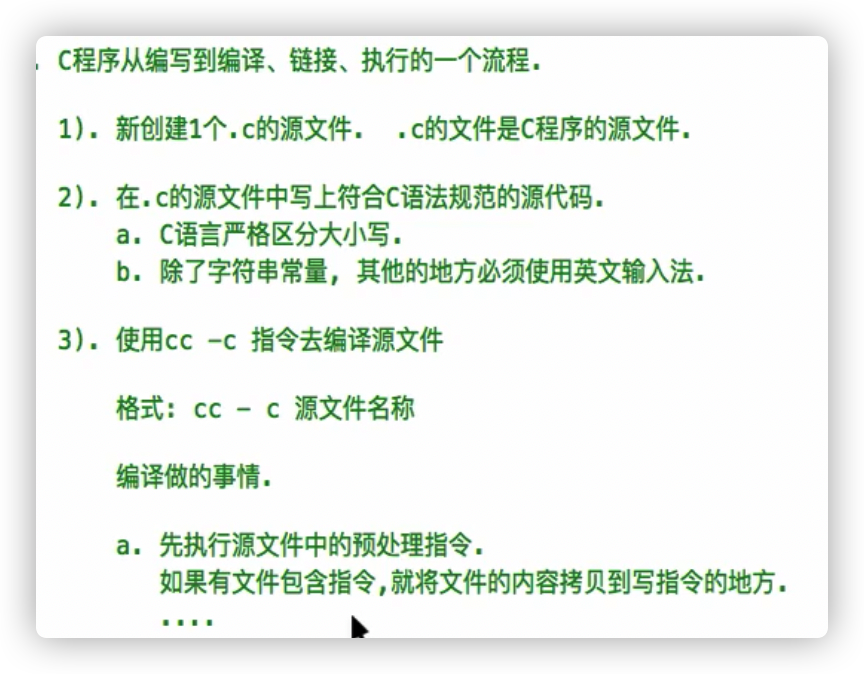 . C程序从编写到编译、链接、执行的一个流程.
1). 新创建1个.c的源文件. .c的文件是C程序的源文件.
2). 在.c的源文件中写上符合C语法规范的源代码.
a. C语言严格区分大小写.
b. 除了字符串常量, 其他的地方必须使用英文输入法.
3). 使用cc -c 指令去编译源文件
格式: cc - c 源文件名称
编译做的事情.
a. 先执行源文件中的预处理指令.
如果有文件包含指令,就将文件的内容拷贝到写指令的地方.
....